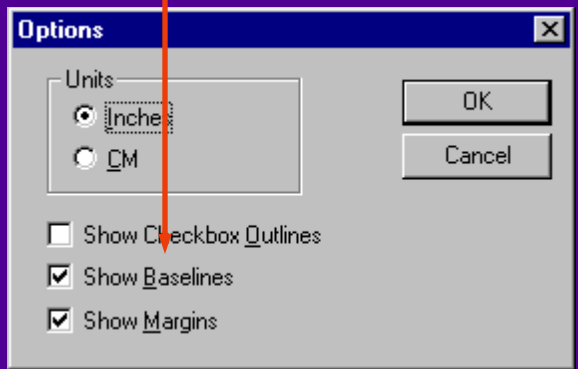 Options
Units
Inches
CM
OK
Cancel
Show Checkbox Outlines
Show Baselines
Show Margins